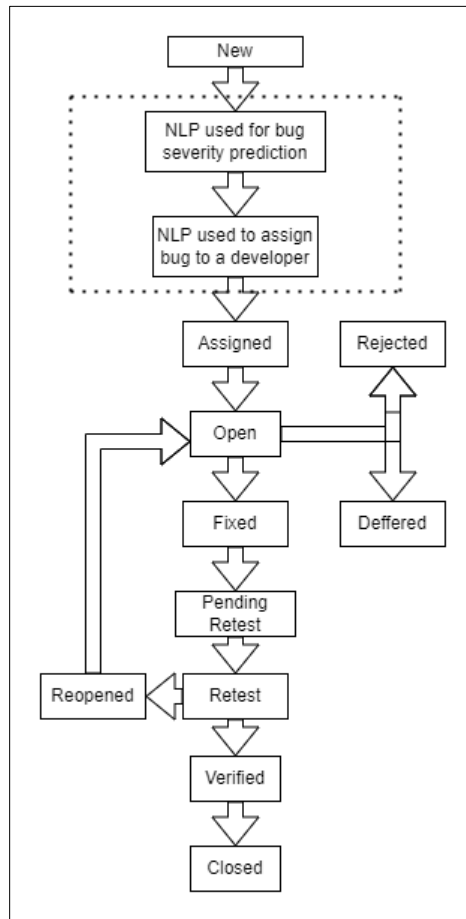 New
NLP used for bug
severity prediction
NLP used to assign
bug to a developer
Assigned
Rejected
Open
Fixed
Deffered
Pending
Retest
Reopened
Retest
Verified
Closed